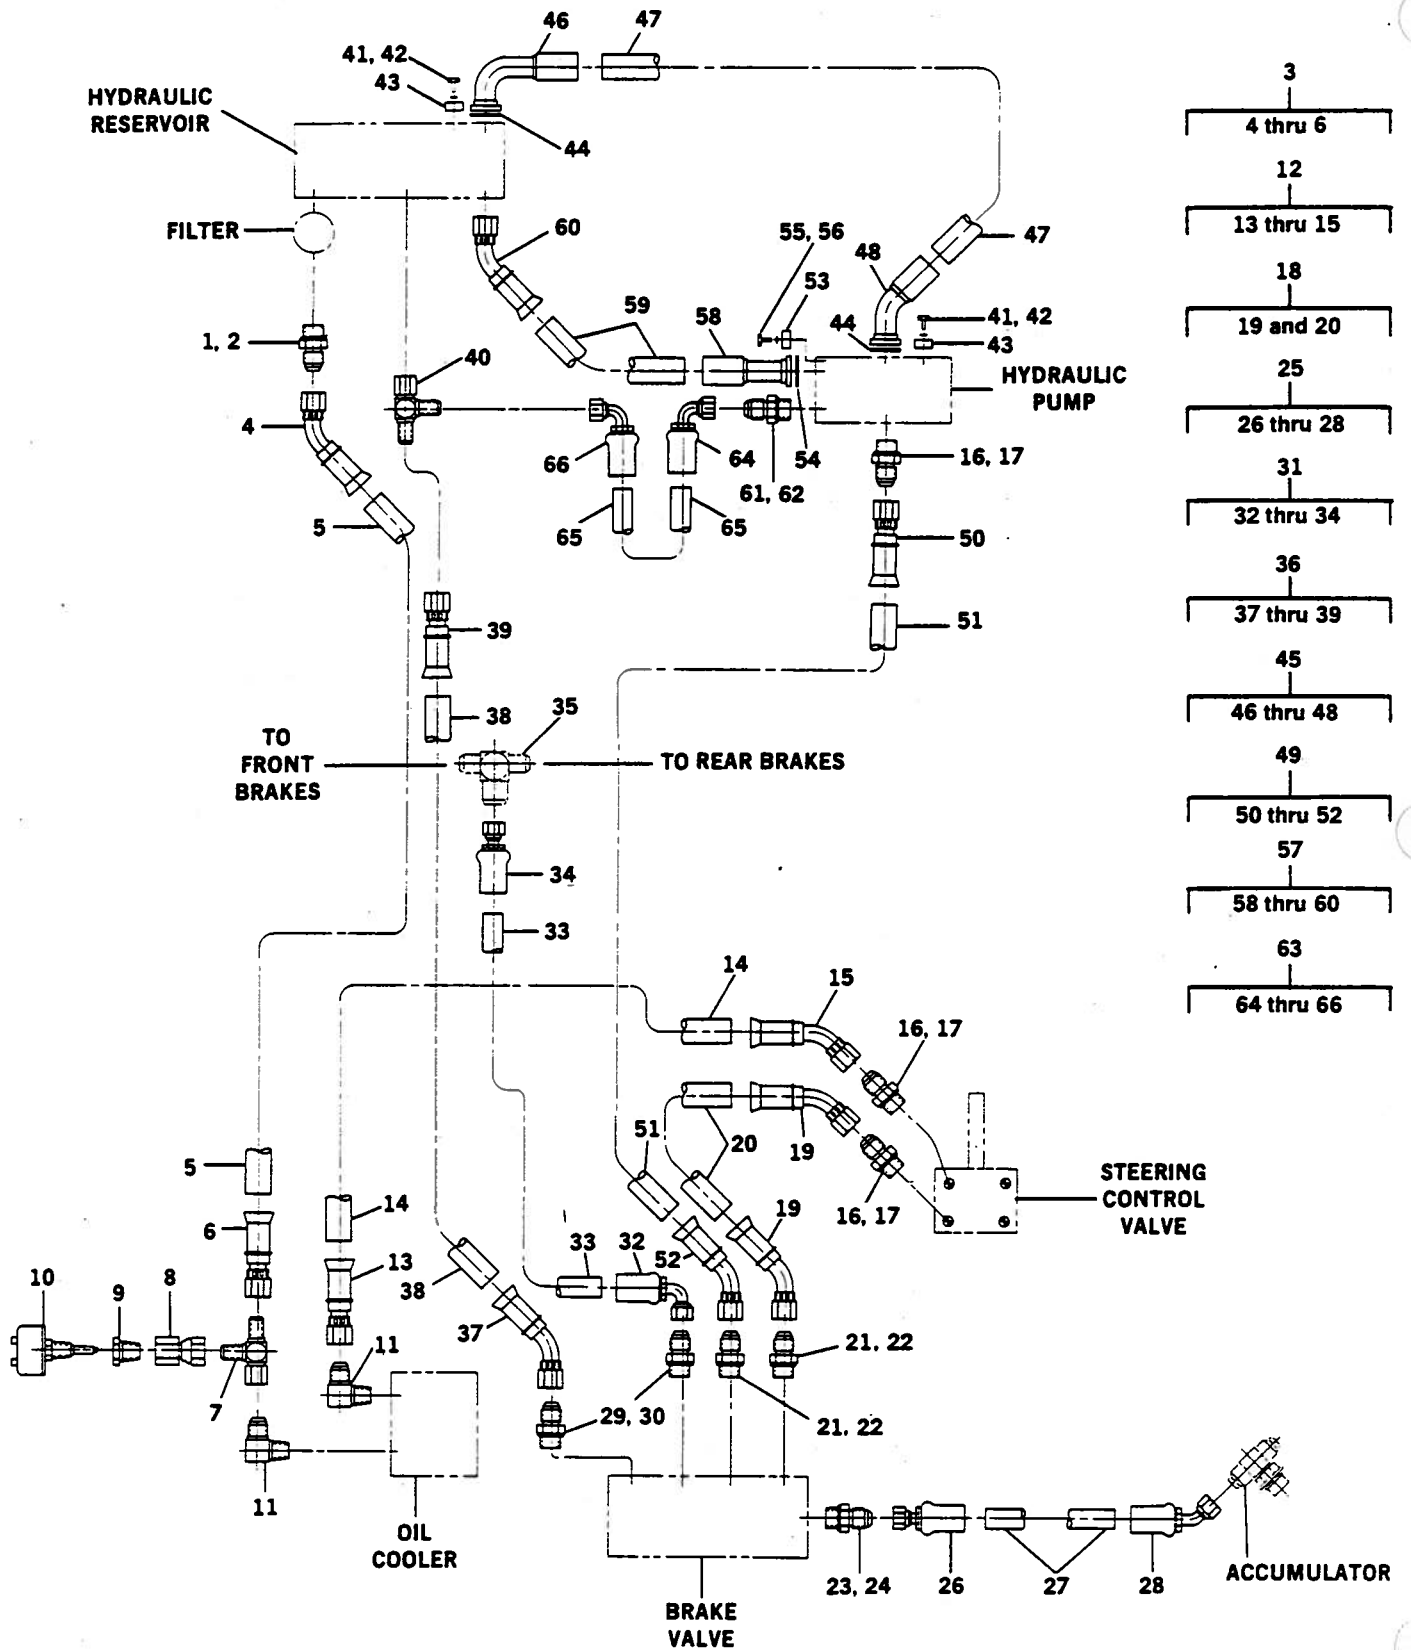 46
47
41, 42
43
HYDRAULIC
RESERVOIR
44
3
4 thru 6
12
13 thru 15
FILTER
60
55, 56
53
48
47
18
19 and 20
59
58
44
41, 42
43
1, 2
40
HYDRAULIC
PUMP
25
26 thru 28
4
66
64
54
16, 17
61, 62
31
32 thru 34
5
65
65
50
36
37 thru 39
39
51
45
46 thru 48
38
35
TO
FRONT
BRAKES
TO REAR BRAKES
49
50 thru 52
34
57
58 thru 60
33
63
64 thru 66
14
15
16, 17
51
20
19
5
14
16, 17
STEERING
CONTROL
VALVE
6
13
33
32
52
19
38
10
9
8
37
11
21, 22
7
29, 30
21, 22
11
OIL
COOLER
23, 24
26
27
28
ACCUMULATOR
BRAKE
VALVE